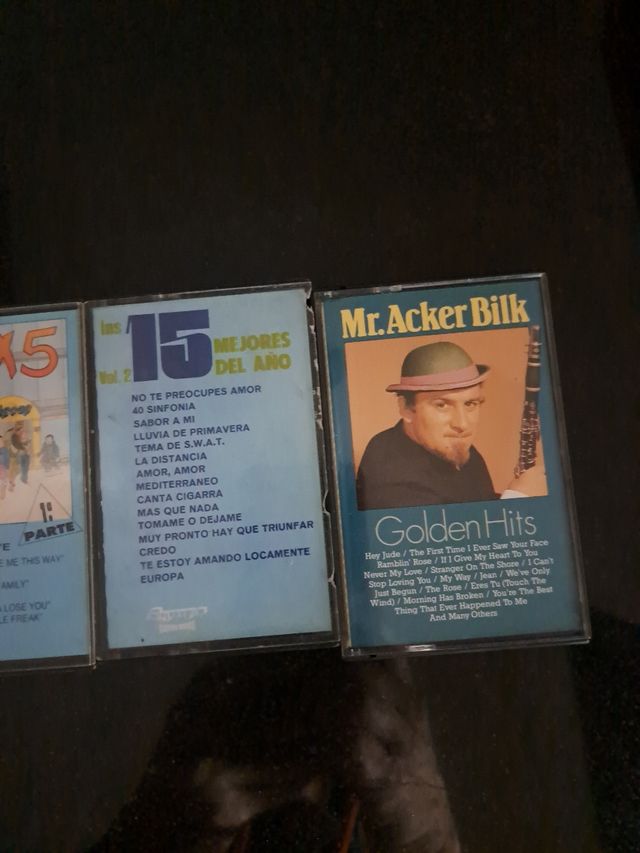 X5
1ª
PARTE
E ME THIS WAY"
AMILY"
A LOSE YOU"
LE FREAK"
las 15 MEJORES
Vol. 2 DEL AÑO
NO TE PREOCUPES AMOR
40 SINFONIA
SABOR A MI
LLUVIA DE PRIMAVERA
TEMA DE S.W.A.T.
LA DISTANCIA
AMOR, AMOR
MEDITERRANEO
CANTA CIGARRA
MAS QUE NADA
TOMAME O DEJAME
MUY PRONTO HAY QUE TRIUNFAR
CREDO
TE ESTOY AMANDO LOCAMENTE
EUROPA
Mr. Acker Bilk
Golden Hits
Hey Jude / The First Time I Ever Saw Your Face
Ramblin' Rose / If I Give My Heart To You
Never My Love / Stranger On The Shore / I Can't
Stop Loving You / My Way / Jean / We've Only
Just Begun / The Rose / Eres Tu (Touch The
Wind) / Morning Has Broken / You're The Best
Thing That Ever Happened To Me
And Many Others